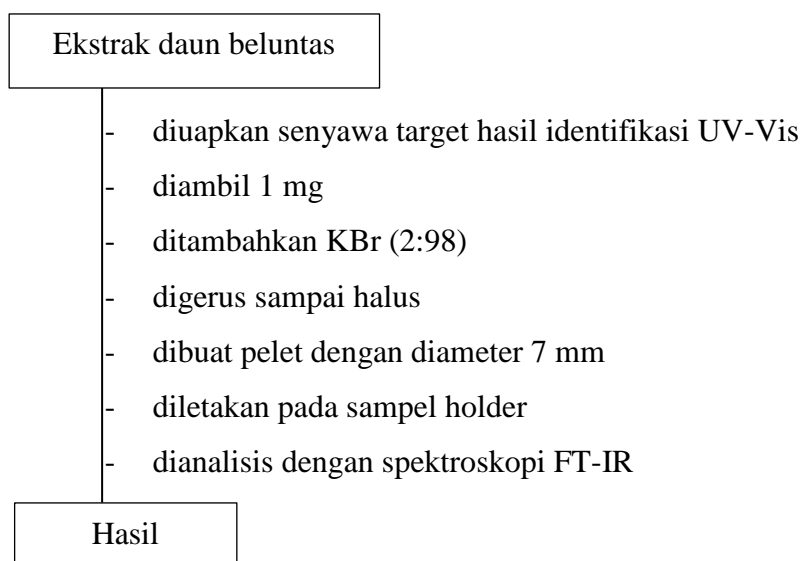 Ekstrak daun beluntas
- diuapkan senyawa target hasil identifikasi UV-Vis
- diambil 1 mg
- ditambahkan KBr (2:98)
- digerus sampai halus
- dibuat pelet dengan diameter 7 mm
- diletakan pada sampel holder
- dianalisis dengan spektroskopi FT-IR
Hasil